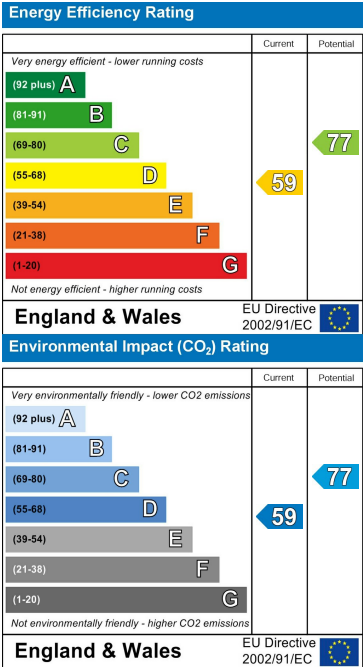 Energy Efficiency Rating
Current Potential
Very energy efficient - lower running costs
(92 plus) A
(81-91) B
(69-80) C
77
(55-68) D
59
(39-54) E
(21-38) F
(1-20) G
Not energy efficient - higher running costs
England & Wales
EU Directive
2002/91/EC
Environmental Impact (CO₂) Rating
Current Potential
Very environmentally friendly - lower CO2 emissions
(92 plus) A
(81-91) B
(69-80) C
77
(55-68) D
59
(39-54) E
(21-38) F
(1-20) G
Not environmentally friendly - higher CO2 emissions
England & Wales
EU Directive
2002/91/EC